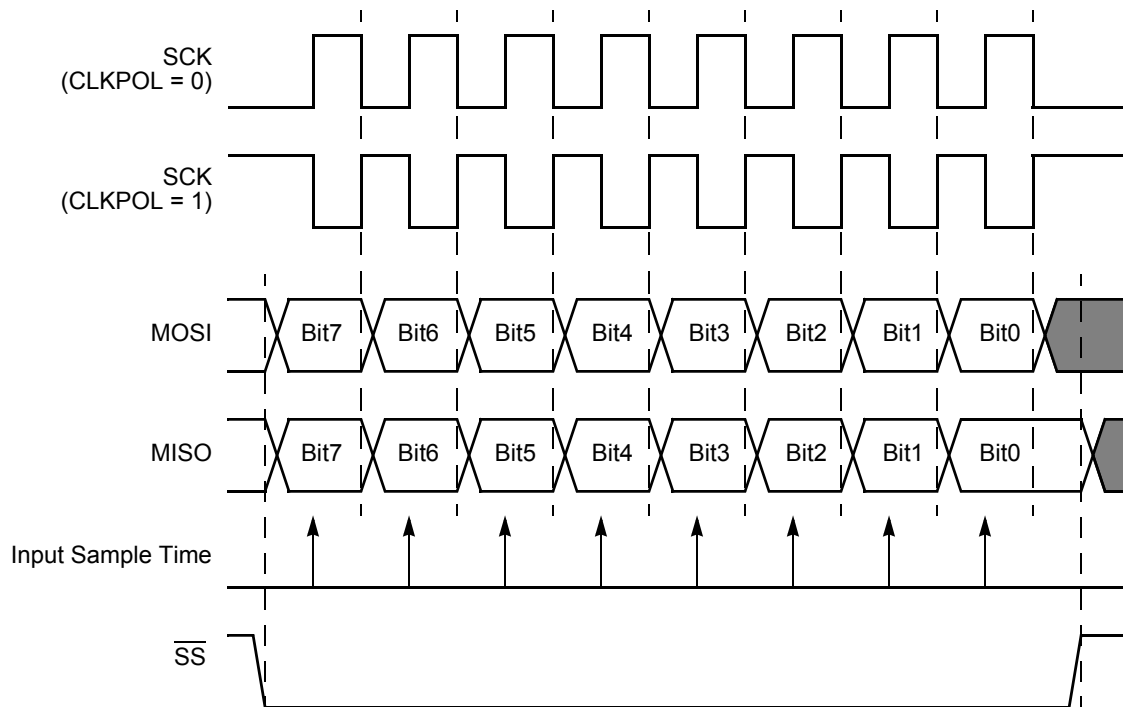 SCK
(CLKPOL = 0)
SCK
(CLKPOL = 1)
MOSI
Bit7 Bit6 Bit5 Bit4 Bit3 Bit2 Bit1 Bit0
MISO
Bit7 Bit6 Bit5 Bit4 Bit3 Bit2 Bit1 Bit0
Input Sample Time
SS